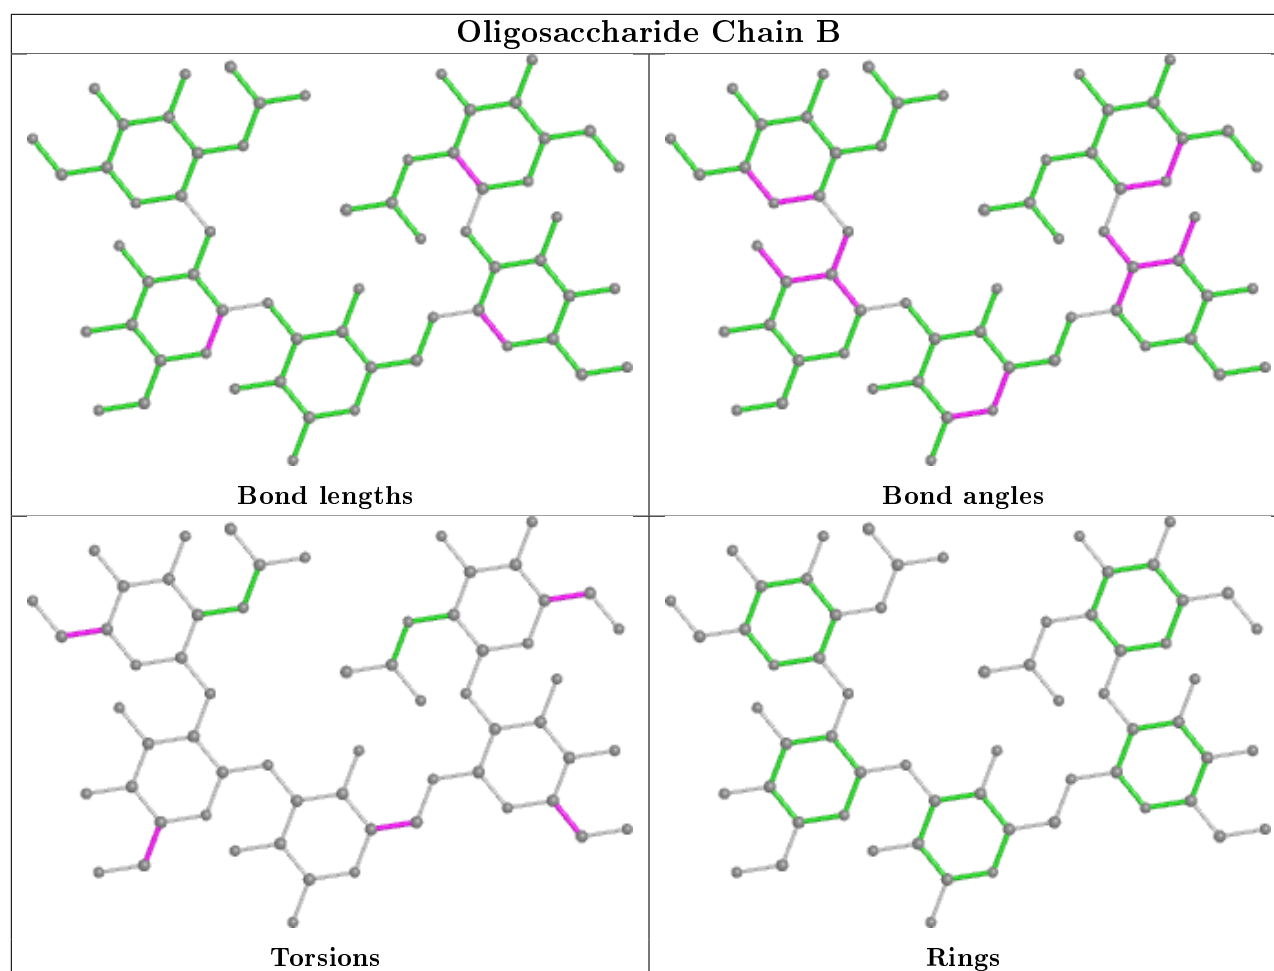 Oligosaccharide Chain B
Bond lengths
Bond angles
Torsions
Rings